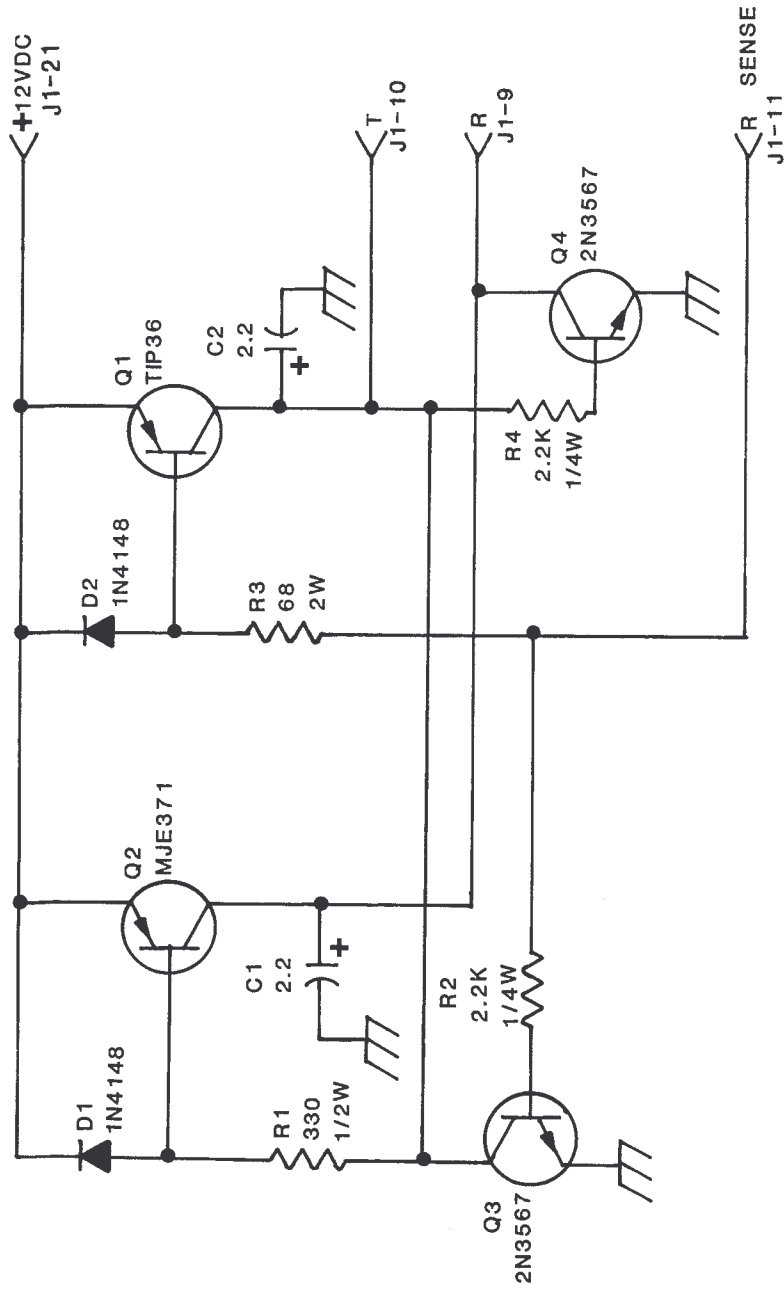 +12VDC
J1-21
T
J1-10
R
J1-9
R SENSE
J1-11
Q1
TIP36
C2
2.2
+
Q4
2N3567
R4
2.2K
1/4W
D2
1N4148
R3
68
2W
Q2
MJE371
C1
2.2
+
R2
2.2K
1/4W
D1
1N4148
R1
330
1/2W
Q3
2N3567